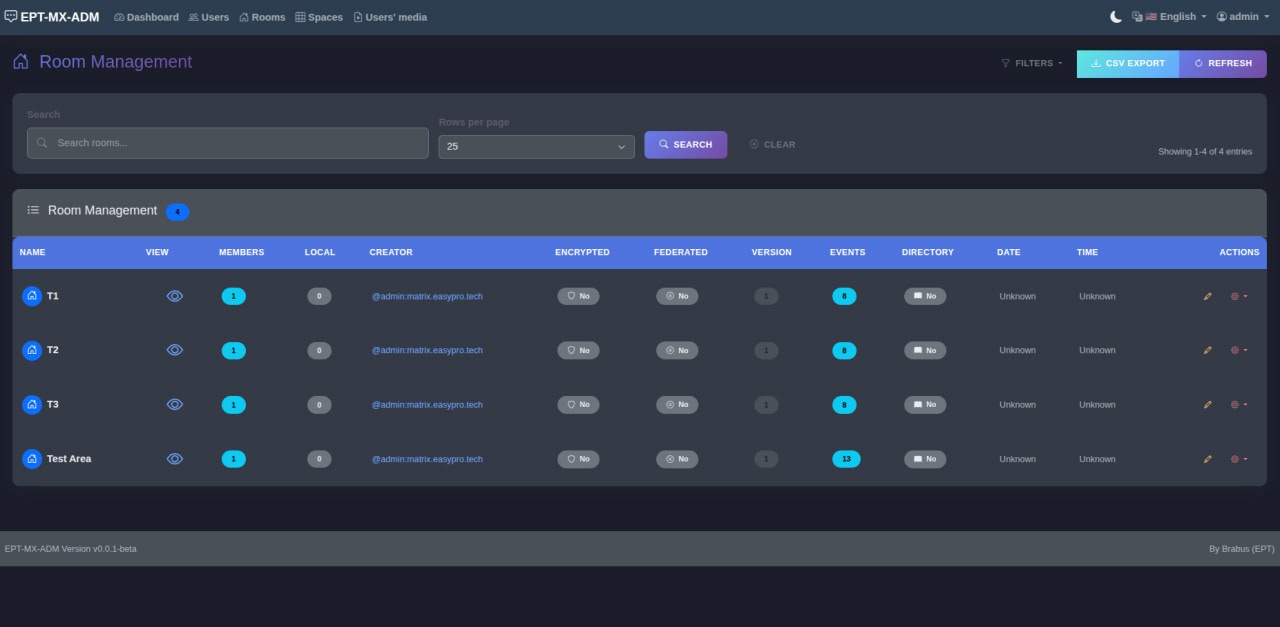 EPT-MX-ADM Dashboard Users Rooms Spaces Users' media English admin
Room Management FILTERS CSV EXPORT REFRESH
Search
Rows per page
Search rooms... 25 SEARCH CLEAR
Showing 1-4 of 4 entries
Room Management 4
NAME VIEW MEMBERS LOCAL CREATOR ENCRYPTED FEDERATED VERSION EVENTS DIRECTORY DATE TIME ACTIONS
T1 1 0 @admin:matrix.easypro.tech No No 1 8 No Unknown Unknown
T2 1 0 @admin:matrix.easypro.tech No No 1 8 No Unknown Unknown
T3 1 0 @admin:matrix.easypro.tech No No 1 8 No Unknown Unknown
Test Area 1 0 @admin:matrix.easypro.tech No No 1 13 No Unknown Unknown
EPT-MX-ADM Version v0.0.1-beta By Brabus (EPT)